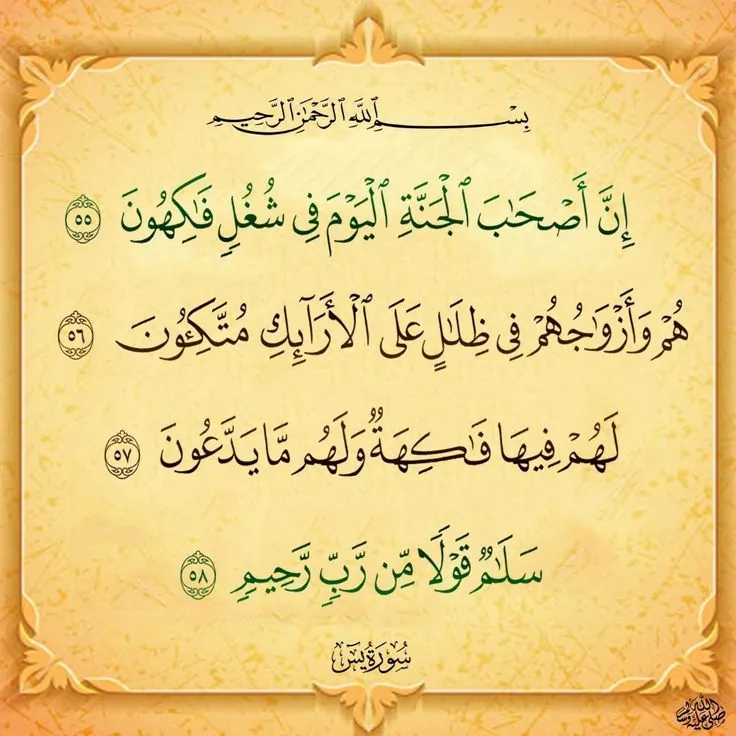 بِسْمِ ٱللَّهِ ٱلرَّحْمَٰنِ ٱلرَّحِيمِ
إِنَّ أَصْحَٰبَ ٱلْجَنَّةِ ٱلْيَوْمَ فِى شُغُلٍ فَٰكِهُونَ ٥٥
هُمْ وَأَزْوَٰجُهُمْ فِى ظِلَٰلٍ عَلَى ٱلْأَرَآئِكِ مُتَّكِـُٔونَ ٥٦
لَهُمْ فِيهَا فَٰكِهَةٌ وَلَهُم مَّا يَدَّعُونَ ٥٧
سَلَٰمٌ قَوْلًا مِّن رَّبٍّ رَّحِيمٍ ٥٨
سُورَةُ يسٓ
صلى الله عليه وسلم